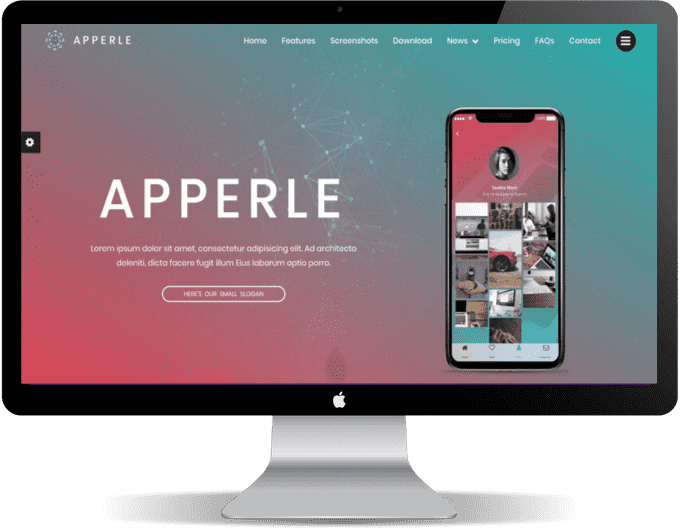 APPERLE
Home Features Screenshots Download News Pricing FAQs Contact
APPERLE
Lorem ipsum dolor sit amet, consectetur adipisicing elit. Ad architecto
deleniti, dicta facere fugit illum Eius laborum optio porro.
HERE'S OUR SMALL SLOGAN